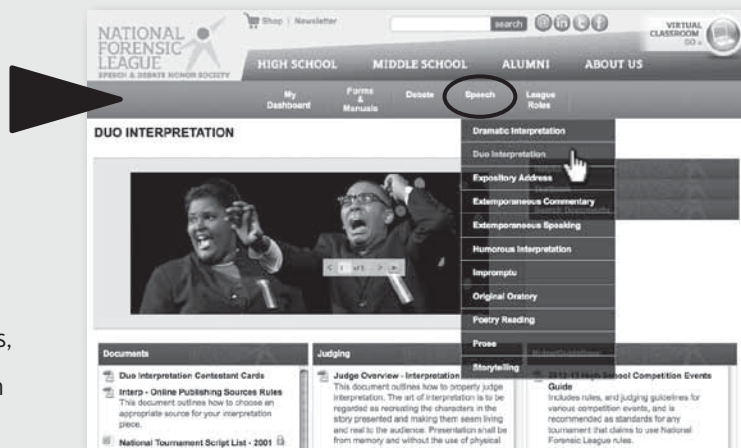 NATIONAL
FORENSIC
LEAGUE
SPEECH & DEBATE HONOR SOCIETY
Shop | Newsletter
search
VIRTUAL
CLASSROOM
GO
HIGH SCHOOL MIDDLE SCHOOL ALUMNI ABOUT US
My
Dashboard
Forms
&
Manuals
Debate
Speech
League
Roles
DUO INTERPRETATION
Dramatic Interpretation
Duo Interpretation
Expository Address
Extemporaneous Commentary
Extemporaneous Speaking
Humorous Interpretation
Impromptu
Original Oratory
Poetry Reading
Prose
Storytelling
s,
Documents
Duo Interpretation Contestant Cards
Interp - Online Publishing Sources Rules
This document outlines how to choose an
appropriate source for your interpretation
piece.
National Tournament Script List - 2001
Judging
Judge Overview - Interpretation
This document outlines how to properly judge
interpretation. The art of interpretation is to be
regarded as recreating the characters in the
story presented and making them seem living
and real to the audience. Presentation shall be
from memory and without the use of physical
2012-13 High School Competition Events
Guide
Includes rules, and judging guidelines for
various competition events, and is
recommended as standards for any
tournament that claims to use National
Forensic League rules.